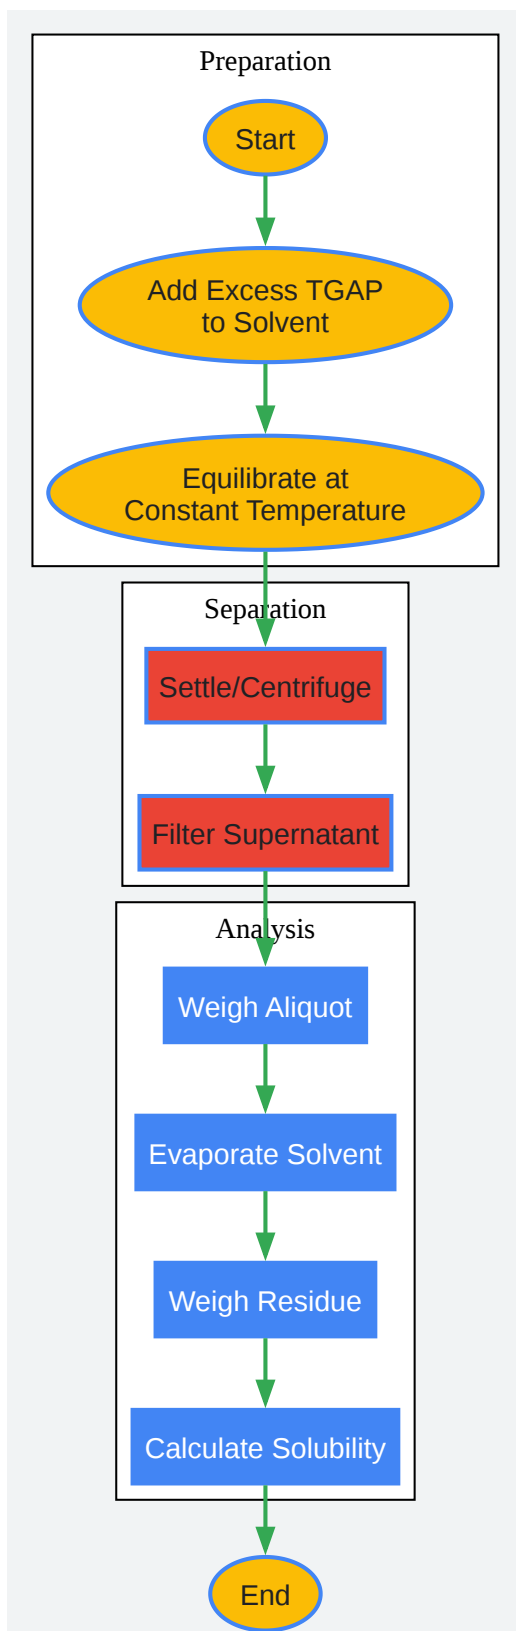 Preparation
Start
Add Excess TGAP
to Solvent
Equilibrate at
Constant Temperature
Separation
Settle/Centrifuge
Filter Supernatant
Analysis
Weigh Aliquot
Evaporate Solvent
Weigh Residue
Calculate Solubility
End